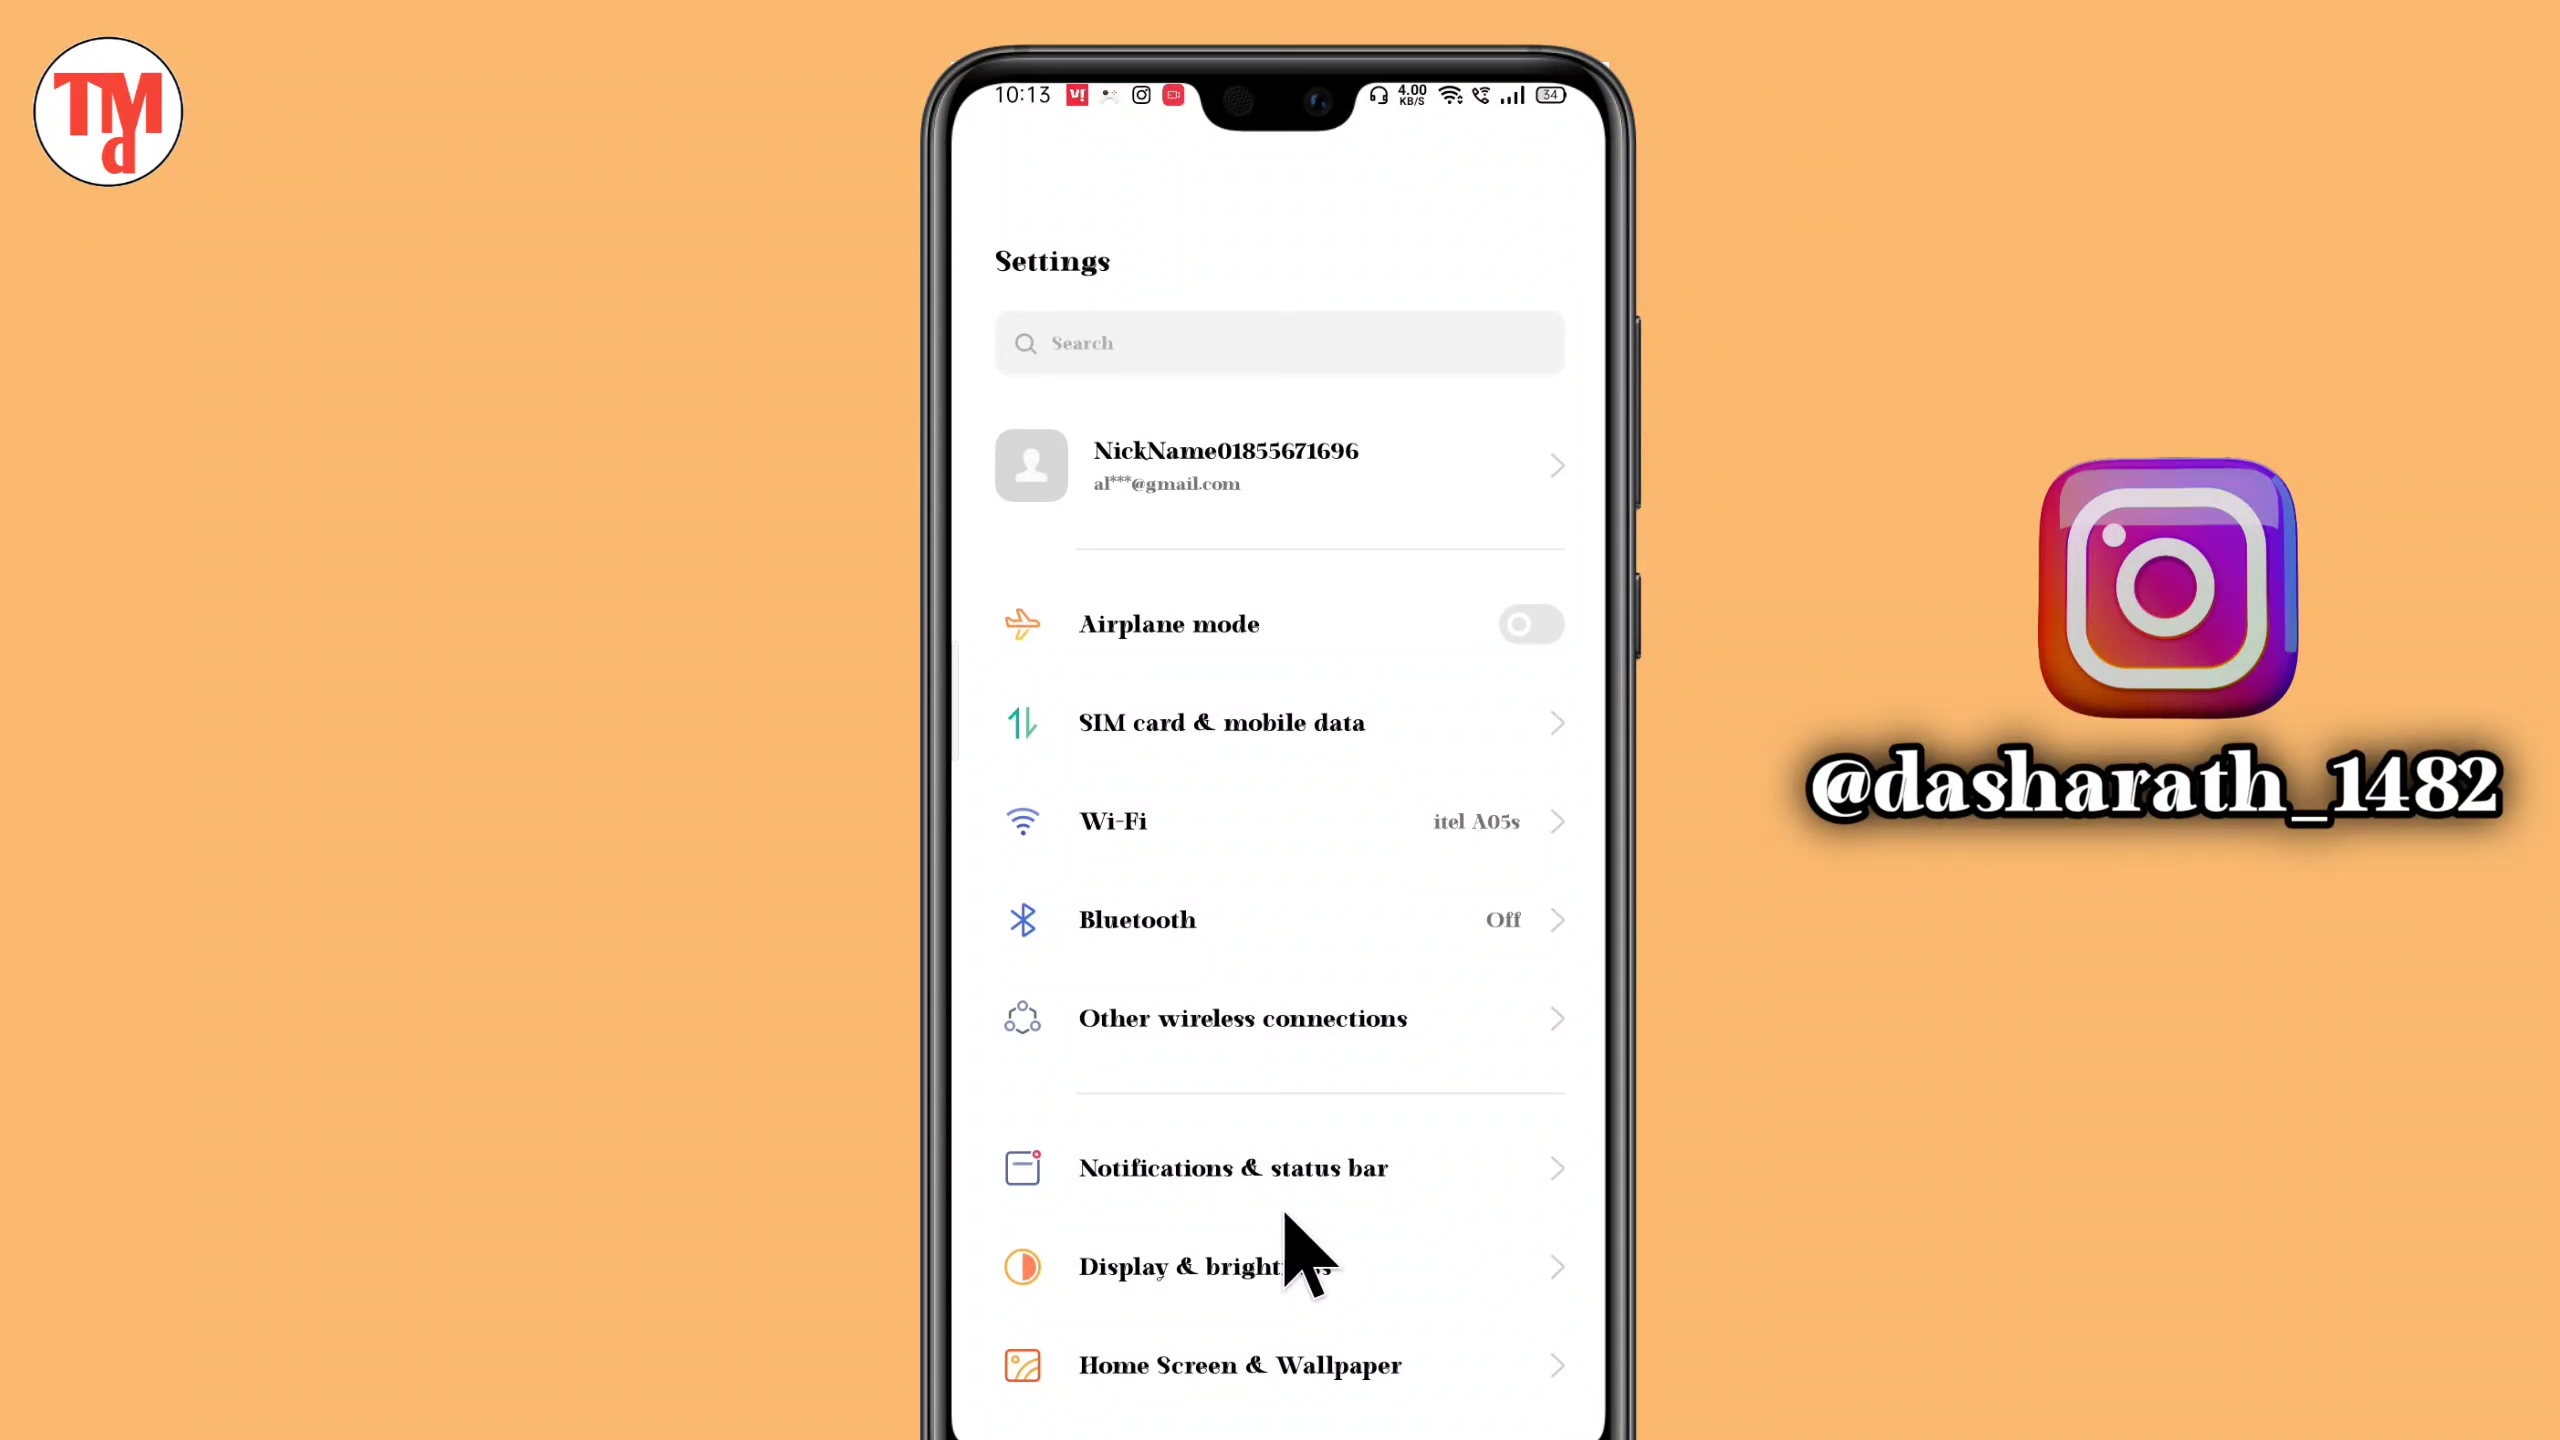 TMd
10:13
4.00
KB/S
34
Settings
Search
NickName01855671696
al***@gmail.com
Airplane mode
SIM card & mobile data
Wi-Fi
itel A05s
Bluetooth
Off
Other wireless connections
Notifications & status bar
Display &
Home Screen & Wallpaper
@dasharath_1482